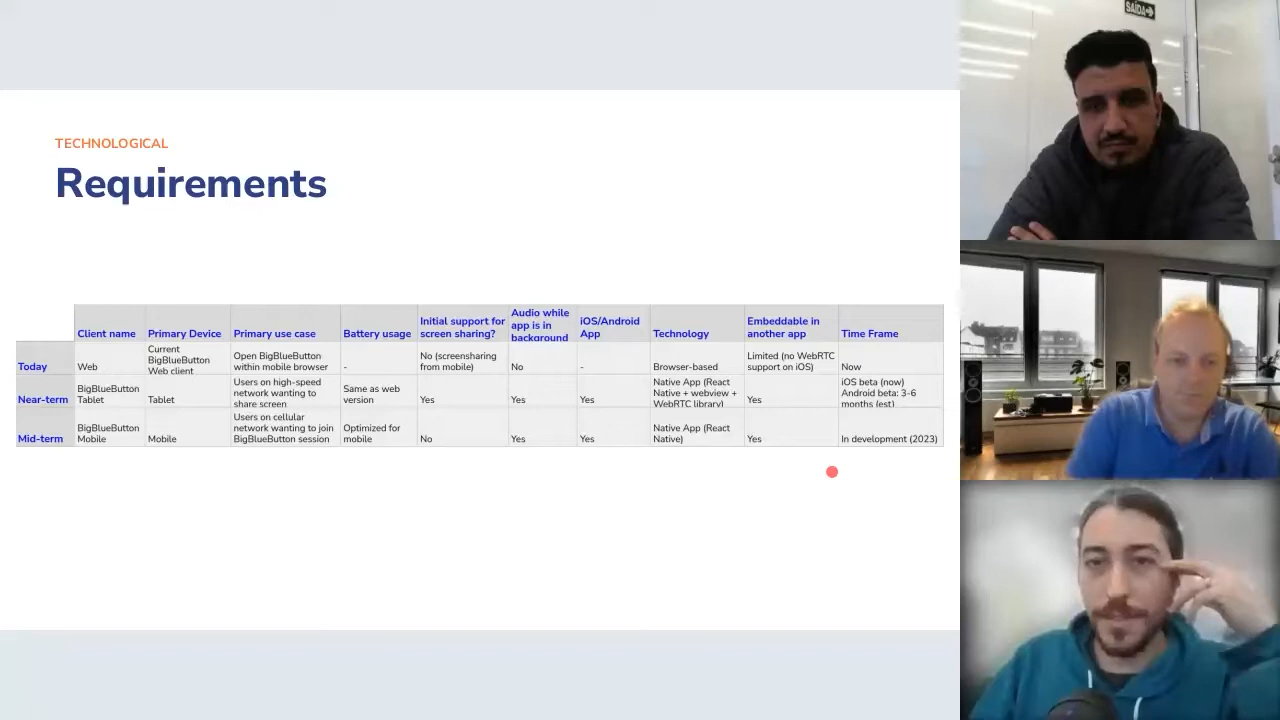 TECHNOLOGICAL
Requirements
Client name
Primary Device
Primary use case
Battery usage
Initial support for
screen sharing?
Audio while
app is in
background
iOS/Android
App
Technology
Embeddable in
another app
Time Frame
Today
Web
Current
BigBlueButton
Web client
Open BigBlueButton
within mobile browser
-
No (screensharing
from mobile)
No
-
Browser-based
Limited (no WebRTC
support on iOS)
Now
Near-term
BigBlueButton
Tablet
Tablet
Users on high-speed
network wanting to
share screen
Same as web
version
Yes
Yes
Yes
Native App (React
Native + webview +
WebRTC library)
Yes
iOS beta (now)
Android beta: 3-6
months (est)
Mid-term
BigBlueButton
Mobile
Mobile
Users on cellular
network wanting to join
BigBlueButton session
Optimized for
mobile
No
Yes
Yes
Native App (React
Native)
Yes
In development (2023)
SAÍDA